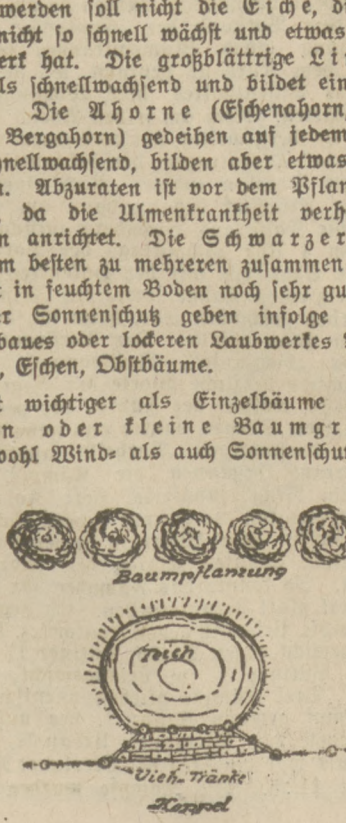 werden soll nicht die Eiche, d
nicht so schnell wächst und etwas
erk hat. Die großblättrige Li
ls schnellwachsend und bildet ein
Die Ahorne (Eschenahorn,
Bergahorn) gedeihen auf jedem
hnellwachsend, bilden aber etwas
n. Abzuraten ist vor dem Pflan
, da die Ulmenkrankheit verh
n anrichtet. Die Schwarzer
m besten zu mehreren zusammen
t in feuchtem Boden noch sehr gu
er Sonnenschutz geben infolge
baues oder lockeren Laubwerkes
, Eschen, Obstbäume.
t wichtiger als Einzelbäume
n oder kleine Baumgr
wohl Wind- als auch Sonnenschu
Baumpflanzung
Teich
Vieh-Tränke
Koppel